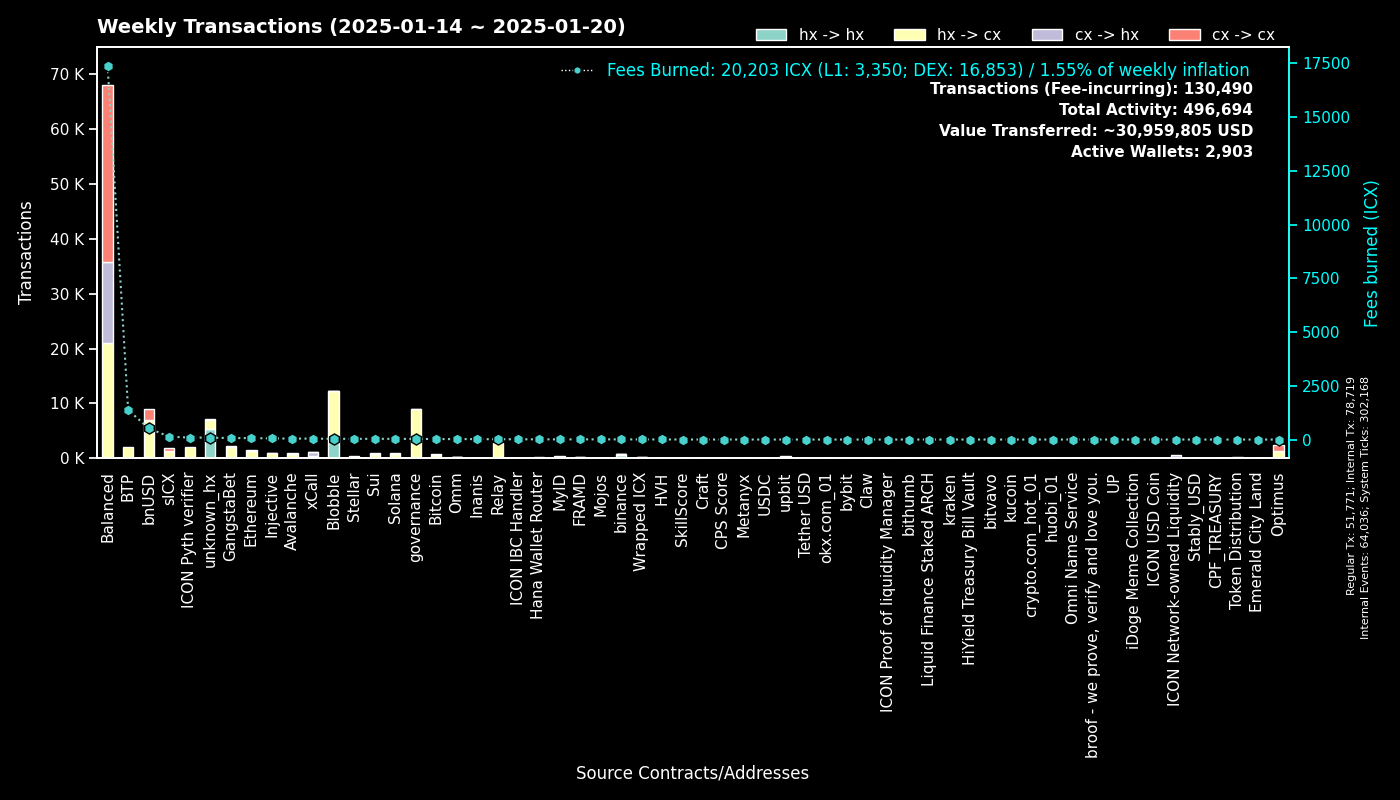 Weekly Transactions (2025-01-14 ~ 2025-01-20)
hx -> hx
hx -> cx
cx -> hx
cx -> cx
Fees Burned: 20,203 ICX (L1: 3,350; DEX: 16,853) / 1.55% of weekly inflation
Transactions (Fee-incurring): 130,490
Total Activity: 496,694
Value Transferred: ~30,959,805 USD
Active Wallets: 2,903
Transactions
70 K
60 K
50 K
40 K
30 K
20 K
10 K
0 K
17500
15000
12500
10000
7500
5000
2500
0
Fees burned (ICX)
Regular Tx: 51,771; Internal Tx: 78,719
Internal Events: 64,036; System Ticks: 302,168
Balanced
BTP
bnUSD
sICX
ICON Pyth verifier
unknown_hx
GangstaBet
Ethereum
Injective
Avalanche
xCall
Blobble
Stellar
Sui
Solana
governance
Bitcoin
Omm
Inanis
Relay
ICON IBC Handler
Hana Wallet Router
MyID
FRAMD
Mojos
binance
Wrapped ICX
HVH
SkillScore
Craft
CPS Score
Metanyx
USDC
upbit
Tether USD
okx.com_01
bybit
Claw
ICON Proof of liquidity Manager
bithumb
Liquid Finance Staked ARCH
kraken
HiYield Treasury Bill Vault
bitvavo
kucoin
crypto.com_hot_01
huobi_01
Omni Name Service
broof - we prove, verify and love you.
UP
iDoge Meme Collection
ICON USD Coin
ICON Network-owned Liquidity
Stably_USD
CPF_TREASURY
Token Distribution
Emerald City Land
Optimus
Source Contracts/Addresses